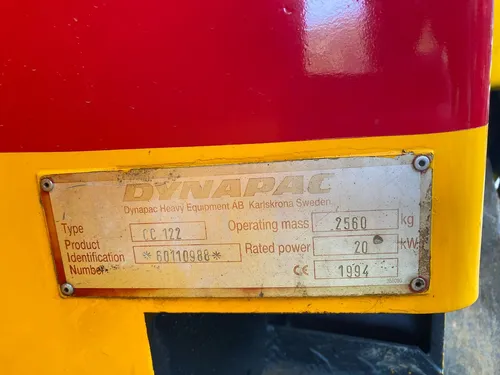 DYNAPAC
Dynapac Heavy Equipment AB Karlskrona Sweden
Type CC 122 Operating mass 2560 kg
Product Identification Number *60110988* Rated power 20 kW
CE 1994